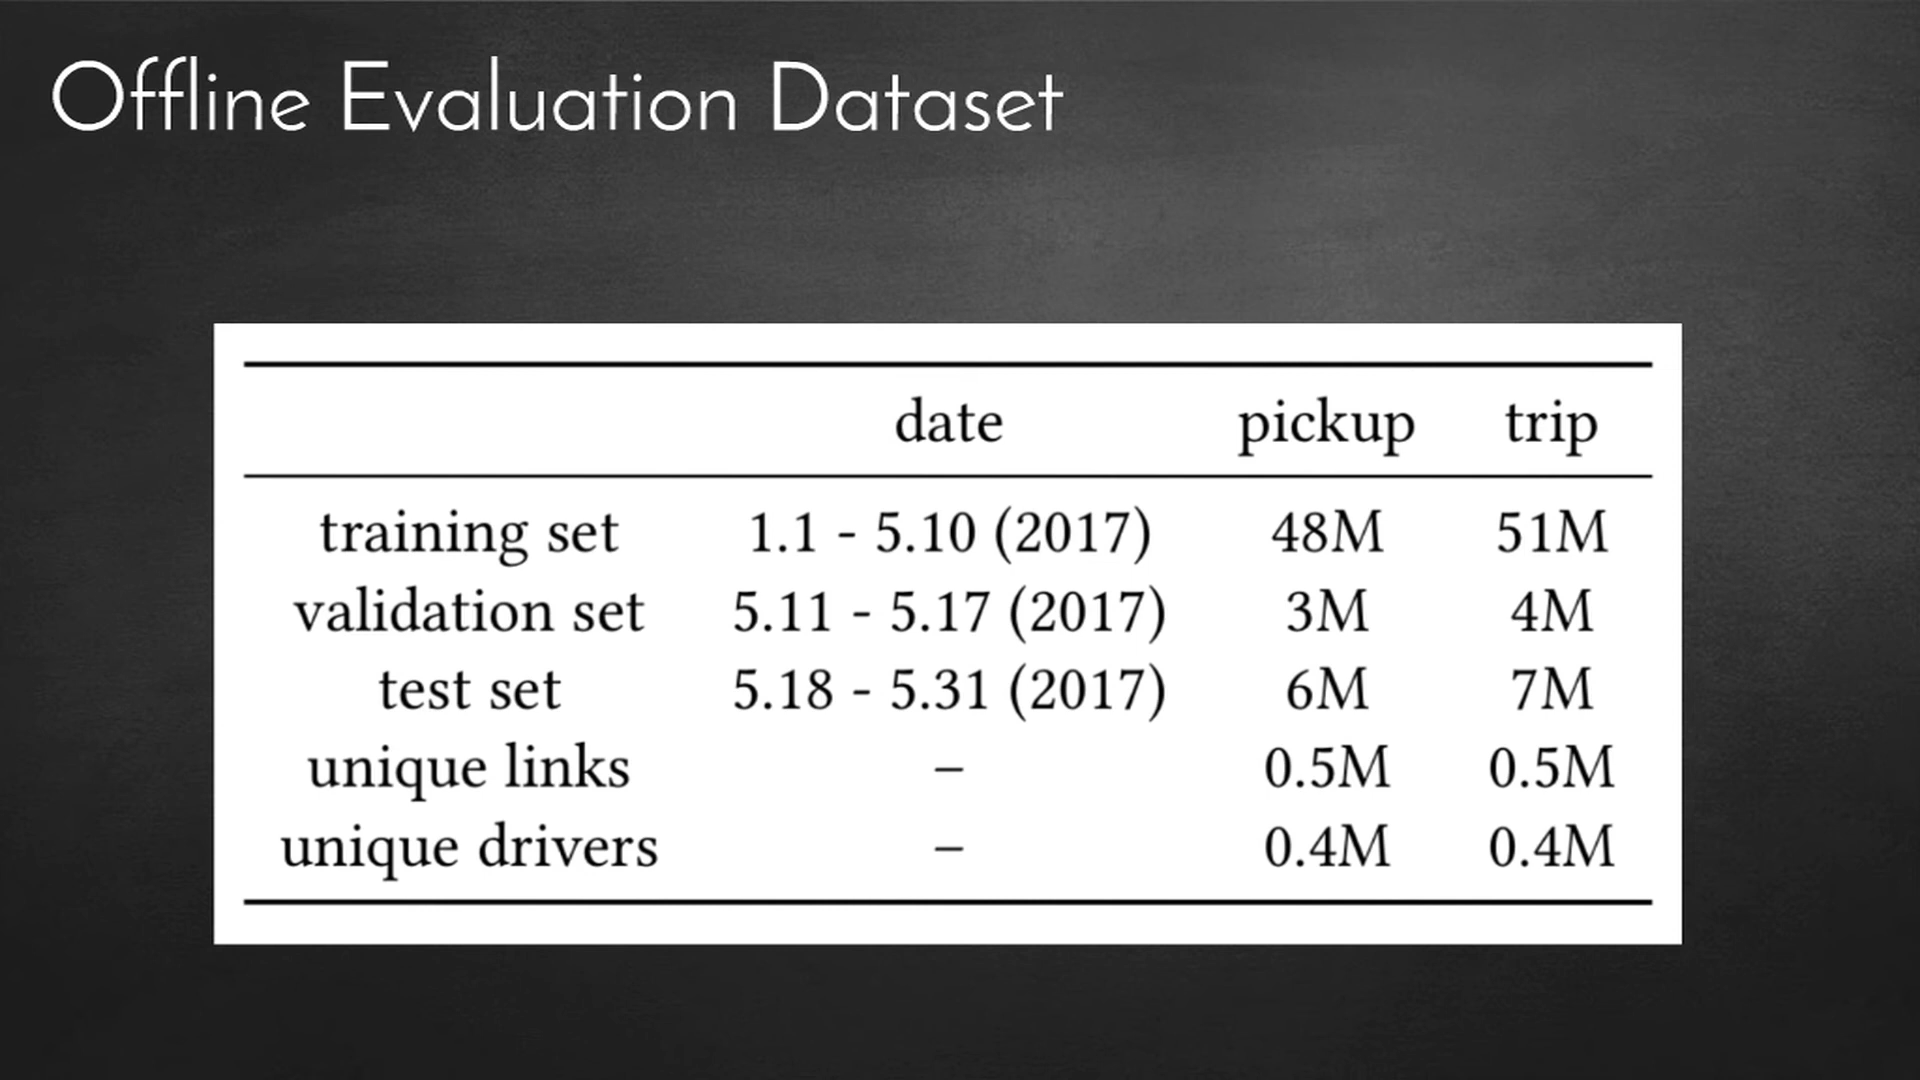 Offline Evaluation Dataset
date pickup trip
training set 1.1 - 5.10 (2017) 48M 51M
validation set 5.11 - 5.17 (2017) 3M 4M
test set 5.18 - 5.31 (2017) 6M 7M
unique links – 0.5M 0.5M
unique drivers – 0.4M 0.4M